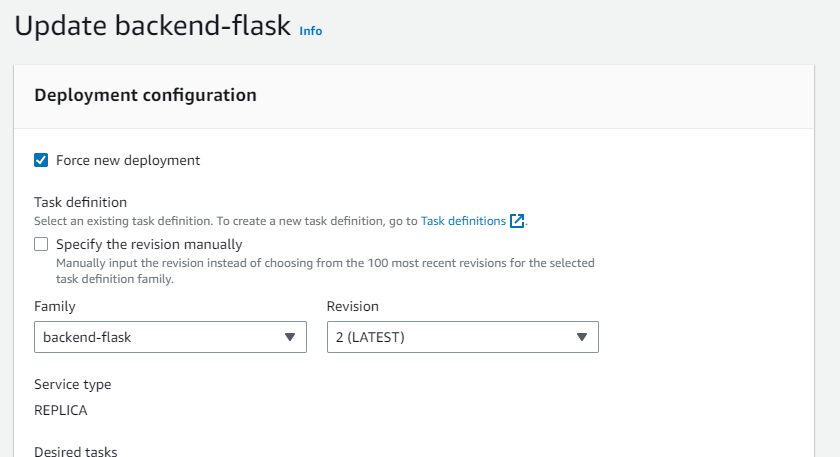 Update backend-flask Info
Deployment configuration
Force new deployment
Task definition
Select an existing task definition. To create a new task definition, go to Task definitions.
Specify the revision manually
Manually input the revision instead of choosing from the 100 most recent revisions for the selected
task definition family.
Family Revision
backend-flask 2 (LATEST)
Service type
REPLICA
Desired tasks